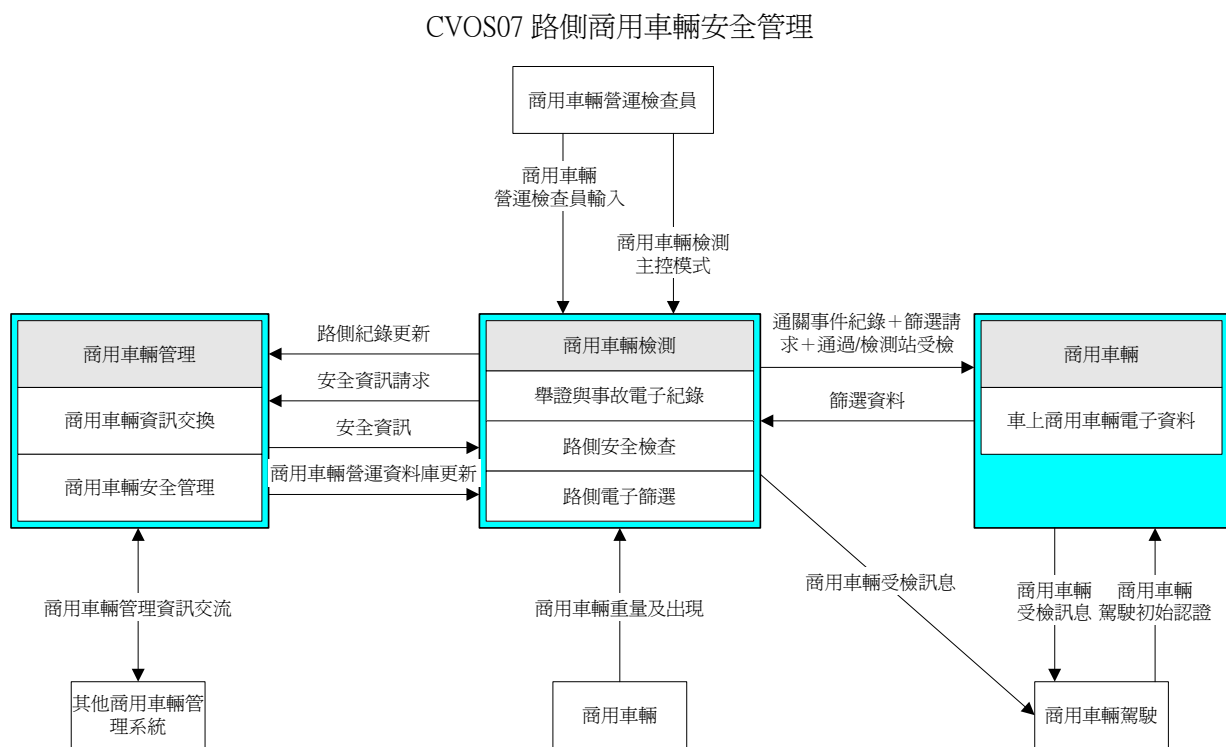 CVOS07 路側商用車輛安全管理
商用車輛營運檢查員
商用車輛
營運檢查員輸入
商用車輛檢測
主控模式
商用車輛管理
商用車輛資訊交換
商用車輛安全管理
路側紀錄更新
安全資訊請求
安全資訊
商用車輛營運資料庫更新
商用車輛檢測
舉證與事故電子紀錄
路側安全檢查
路側電子篩選
通關事件紀錄＋篩選請
求＋通過/檢測站受檢
篩選資料
商用車輛
車上商用車輛電子資料
商用車輛管理資訊交流
商用車輛重量及出現
商用車輛受檢訊息
商用車輛
受檢訊息
商用車輛
駕駛初始認證
其他商用車輛管
理系統
商用車輛
商用車輛駕駛